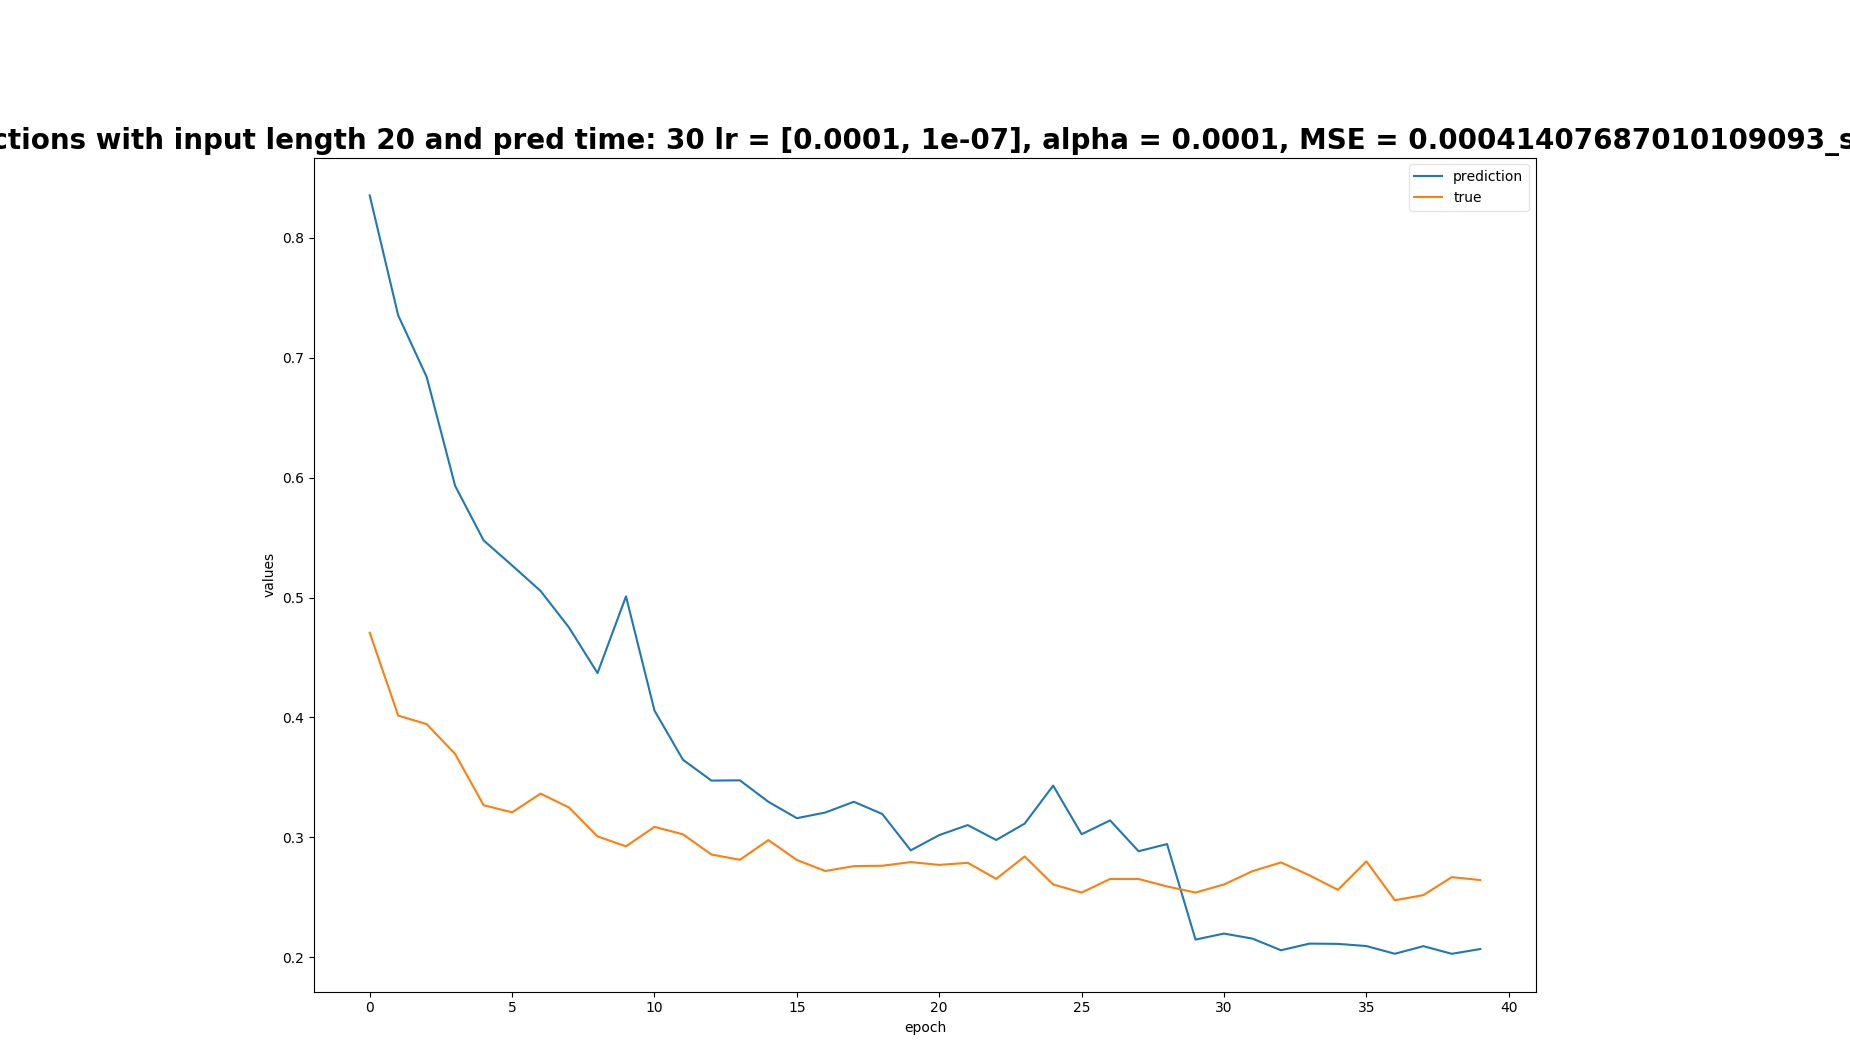 ctions with input length 20 and pred time: 30 lr = [0.0001, 1e-07], alpha = 0.0001, MSE = 0.00041407687010109093_s
prediction
true
0.8
0.7
0.6
0.5
0.4
0.3
0.2
values
0 5 10 15 20 25 30 35 40
epoch